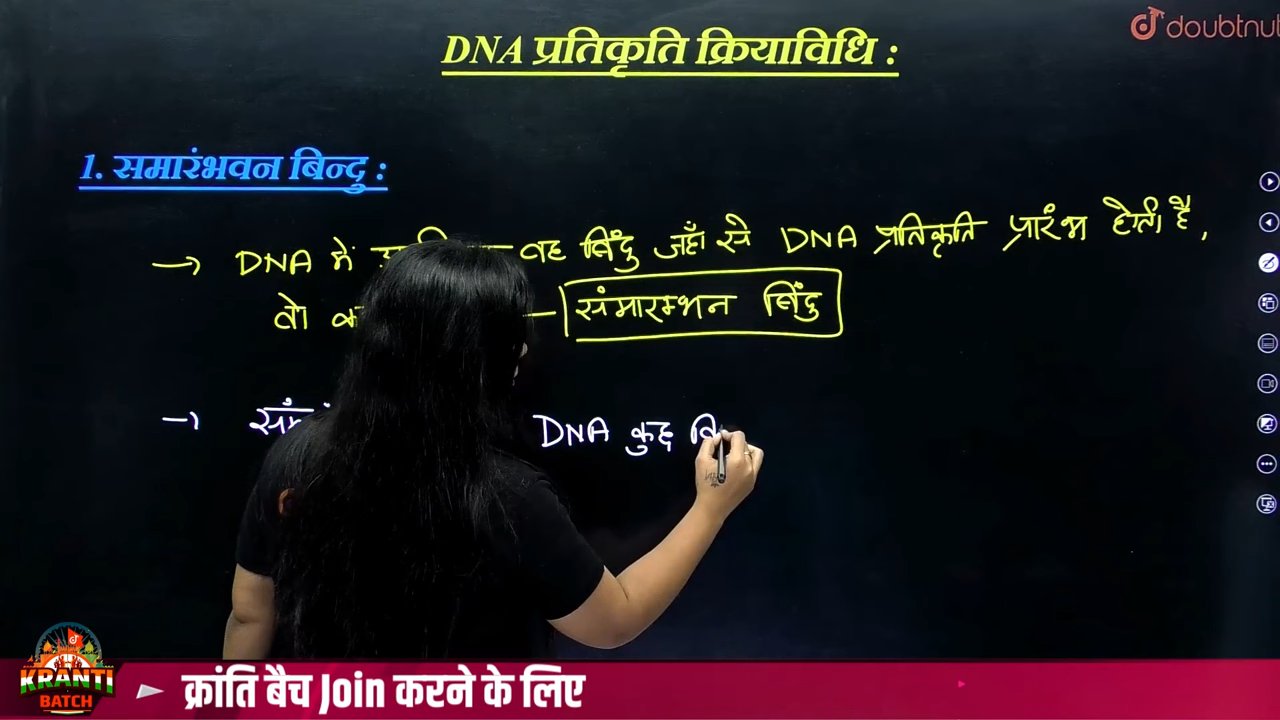 doubtnut
DNA प्रतिकृति क्रियाविधि :
1. समारंभवन बिन्दु :
→ DNA में वह बिंदु जहाँ से DNA प्रतिकृति प्रारंभ होती है,
तो संमारम्भन बिंदु
→ DNA कुछ वि
KRANTI
BATCH
क्रांति बैच Join करने के लिए